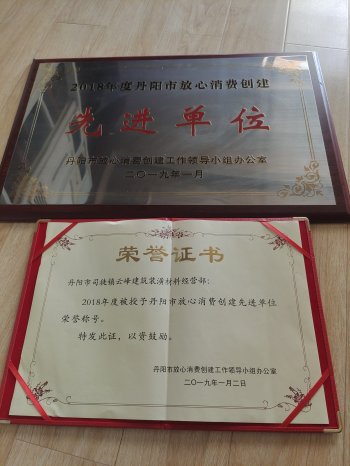 2018年度丹阳市放心消费创建
先进单位
丹阳市放心消费创建工作领导小组办公室
二〇一九年一月
荣誉证书
丹阳市司徒镇云峰建筑装潢材料经营部：
2018年度被授予丹阳市放心消费创建先进单位
荣誉称号。
特发此证，以资鼓励。
丹阳市放心消费创建工作领导小组办公室
二〇一九年一月二日